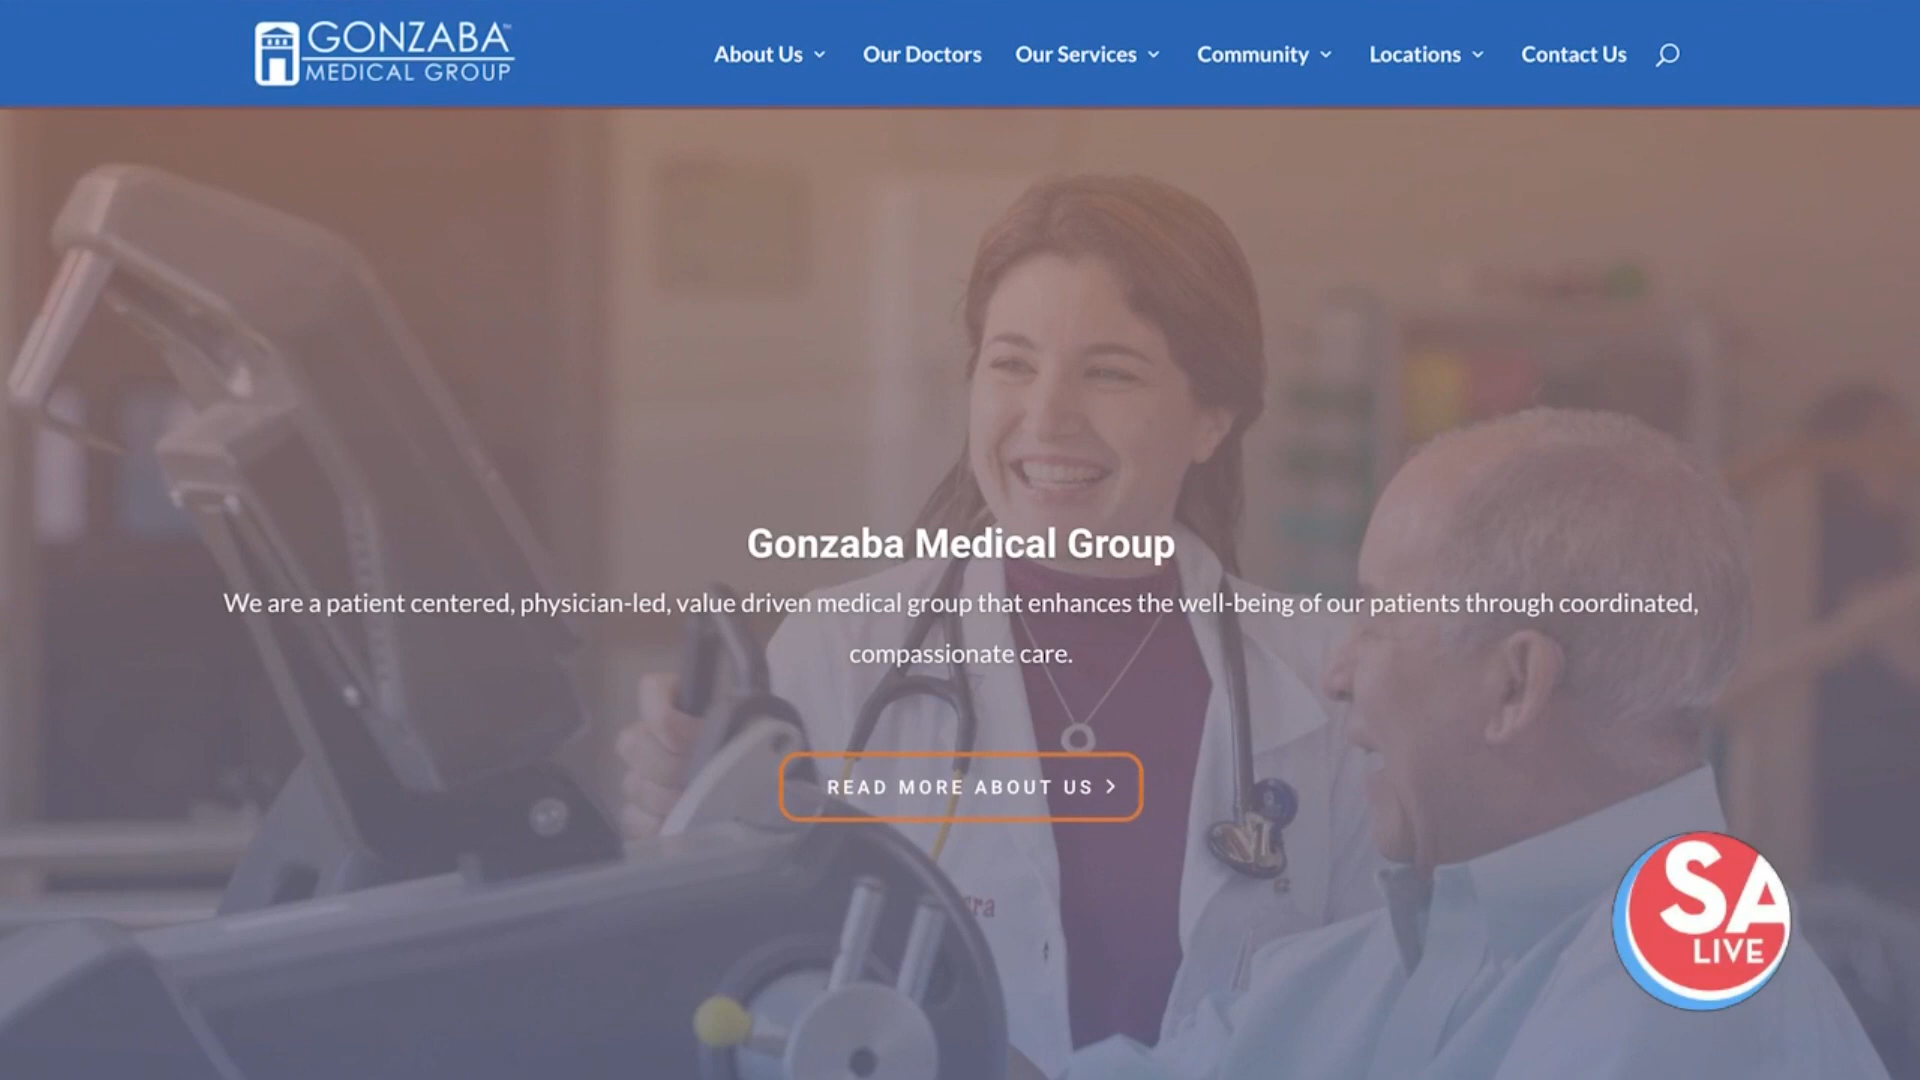 GONZABA™
MEDICAL GROUP
About Us
Our Doctors
Our Services
Community
Locations
Contact Us
Gonzaba Medical Group
We are a patient centered, physician-led, value driven medical group that enhances the well-being of our patients through coordinated,
compassionate care.
READ MORE ABOUT US
SA
LIVE